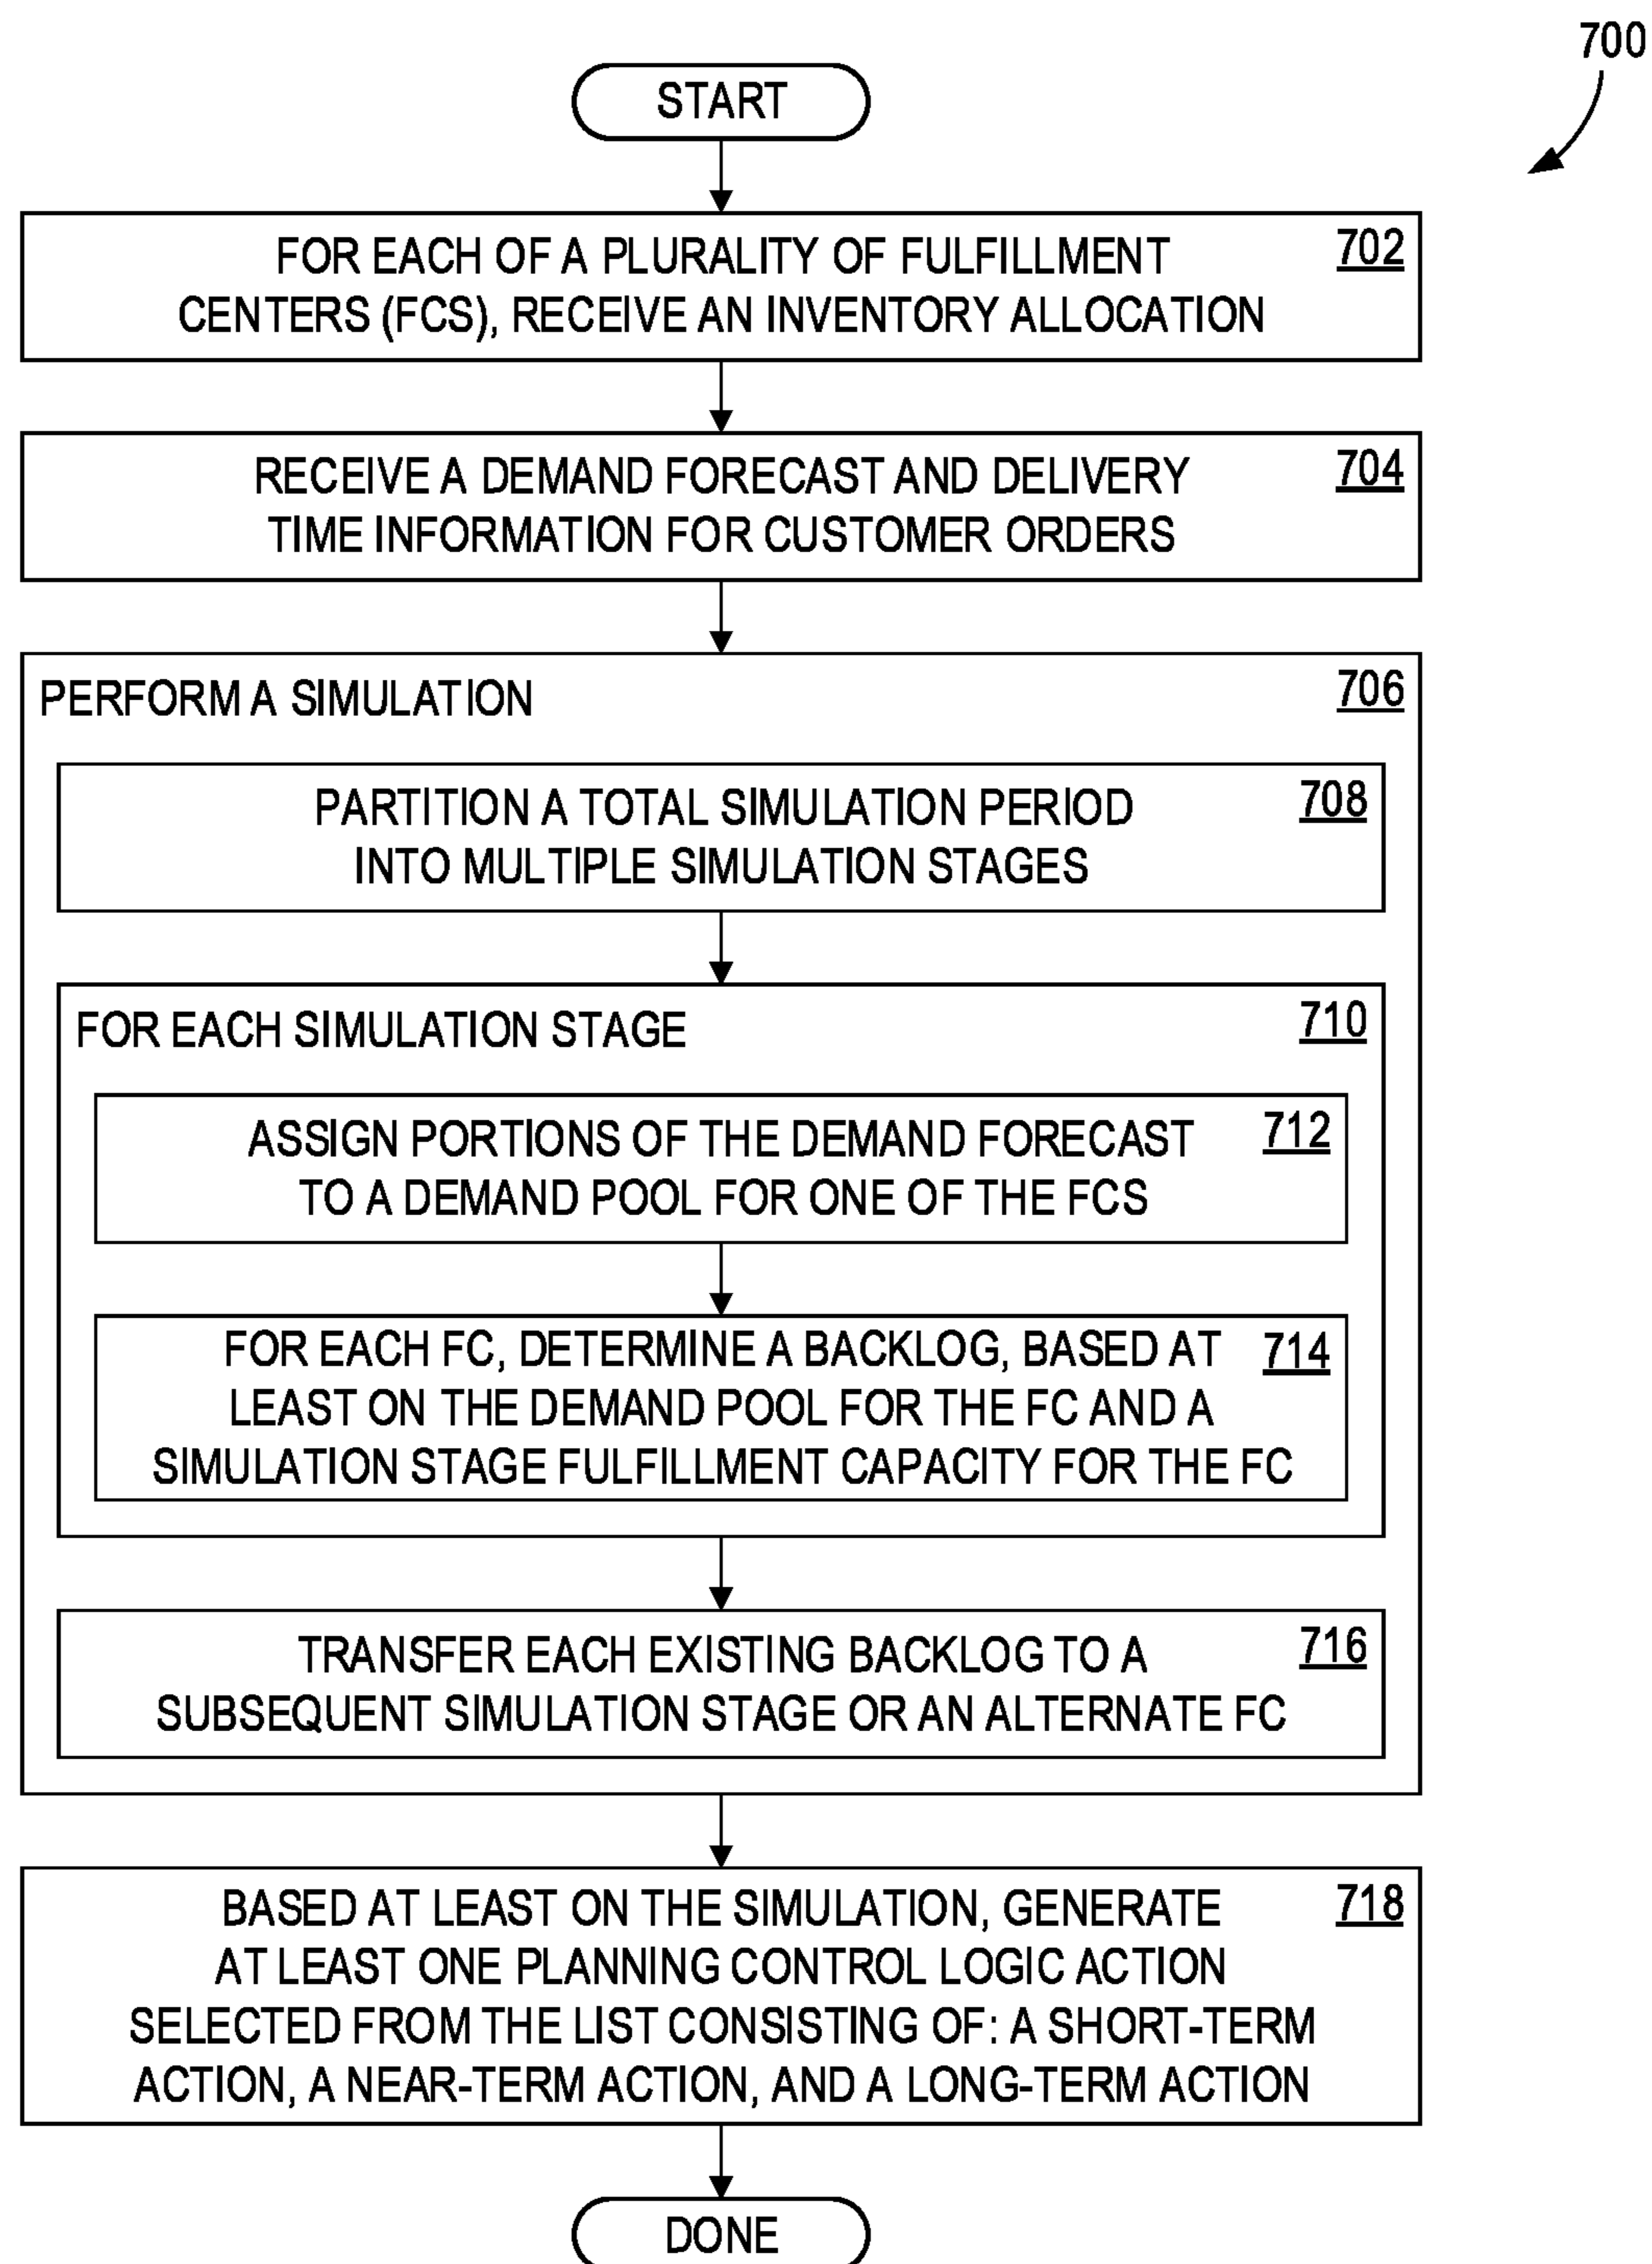 700
START
FOR EACH OF A PLURALITY OF FULFILLMENT 702
CENTERS (FCS), RECEIVE AN INVENTORY ALLOCATION
RECEIVE A DEMAND FORECAST AND DELIVERY 704
TIME INFORMATION FOR CUSTOMER ORDERS
PERFORM A SIMULATION 706
PARTITION A TOTAL SIMULATION PERIOD 708
INTO MULTIPLE SIMULATION STAGES
FOR EACH SIMULATION STAGE 710
ASSIGN PORTIONS OF THE DEMAND FORECAST 712
TO A DEMAND POOL FOR ONE OF THE FCS
FOR EACH FC, DETERMINE A BACKLOG, BASED AT 714
LEAST ON THE DEMAND POOL FOR THE FC AND A
SIMULATION STAGE FULFILLMENT CAPACITY FOR THE FC
TRANSFER EACH EXISTING BACKLOG TO A 716
SUBSEQUENT SIMULATION STAGE OR AN ALTERNATE FC
BASED AT LEAST ON THE SIMULATION, GENERATE 718
AT LEAST ONE PLANNING CONTROL LOGIC ACTION
SELECTED FROM THE LIST CONSISTING OF: A SHORT-TERM
ACTION, A NEAR-TERM ACTION, AND A LONG-TERM ACTION
DONE